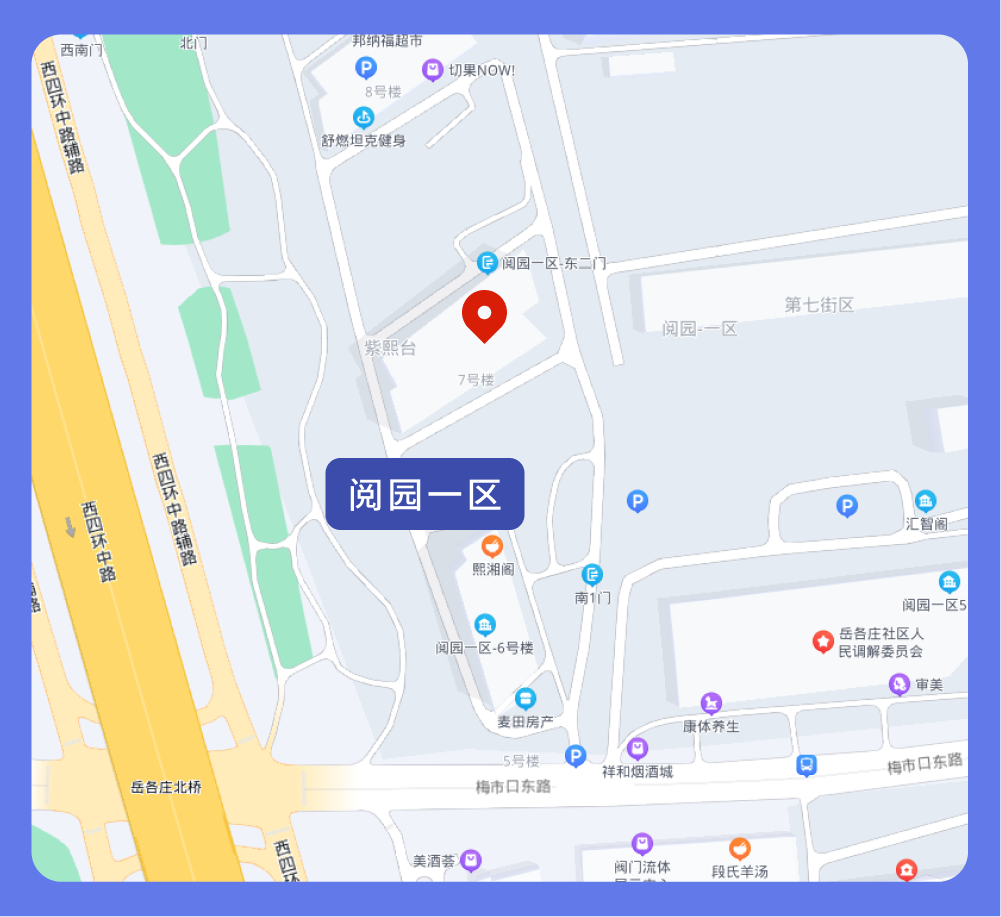 邦纳福超市
西南门
北门
切果NOW!
8号楼
舒燃坦克健身
西四环中路辅路
阅园一区-东二门
第七街区
阅园-一区
紫熙台
7号楼
阅园一区
西四环中路辅路
西四环中路
汇智阁
熙湘阁
南1门
阅园一区5
岳各庄社区人
民调解委员会
阅园一区-6号楼
审美
麦田房产
康体养生
5号楼
祥和烟酒城
梅市口东路
梅市口东路
岳各庄北桥
西四环
美酒荟
阀门流体
段氏羊汤